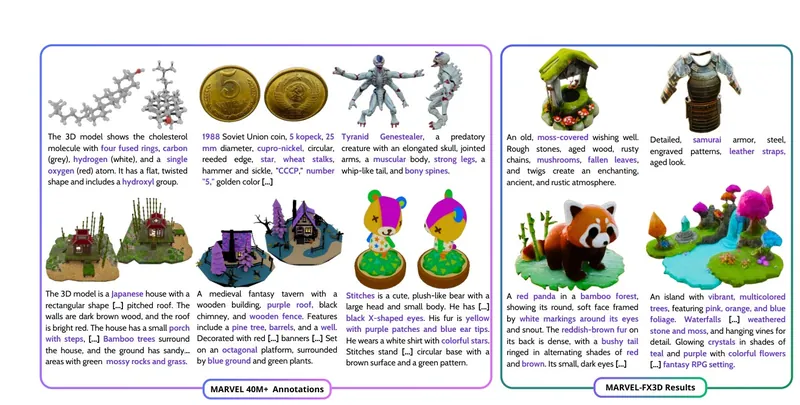 The 3D model shows the cholesterol
molecule with four fused rings, carbon
(grey), hydrogen (white), and a single
oxygen (red) atom. It has a flat, twisted
shape and includes a hydroxyl group.
1988 Soviet Union coin, 5 kopeck, 25
mm diameter, cupro-nickel, circular,
reeded edge, star, wheat stalks,
hammer and sickle, "CCCP," number
"5," golden color [...]
Tyranid Genestealer, a predatory
creature with an elongated skull, jointed
arms, a muscular body, strong legs, a
whip-like tail, and bony spines.
The 3D model is a Japanese house with a
rectangular shape [...] pitched roof. The
walls are dark brown wood, and the roof
is bright red. The house has a small porch
with steps, [...] Bamboo trees surround
the house, and the ground has sandy...
areas with green mossy rocks and grass.
A medieval fantasy tavern with a
wooden building, purple roof, black
chimney, and wooden fence. Features
include a pine tree, barrels, and a well.
Decorated with red [...] banners [...] Set
on an octagonal platform, surrounded
by blue ground and green plants.
Stitches is a cute, plush-like bear with a
large head and small body. He has [...]
black X-shaped eyes. His fur is yellow
with purple patches and blue ear tips.
He wears a white shirt with colorful stars.
Stitches stand [...] circular base with a
brown surface and a green pattern.
MARVEL 40M+ Annotations
An old, moss-covered wishing well.
Rough stones, aged wood, rusty
chains, mushrooms, fallen leaves,
and twigs create an enchanting,
ancient, and rustic atmosphere.
Detailed, samurai armor, steel,
engraved patterns, leather straps,
aged look.
A red panda in a bamboo forest,
showing its round, soft face framed
by white markings around its eyes
and snout. The reddish-brown fur on
its back is dense, with a bushy tail
ringed in alternating shades of red
and brown. Its small, dark eyes [...]
An island with vibrant, multicolored
trees, featuring pink, orange, and blue
foliage. Waterfalls [...] weathered
stone and moss, and hanging vines for
detail. Glowing crystals in shades of
teal and purple with colorful flowers
[...] fantasy RPG setting.
MARVEL-FX3D Results